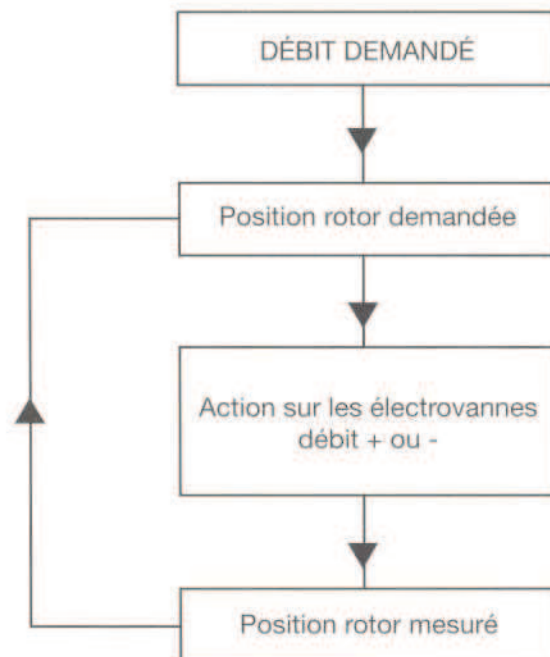 DÉBIT DEMANDÉ
Position rotor demandée
Action sur les électrovannes
débit + ou -
Position rotor mesuré